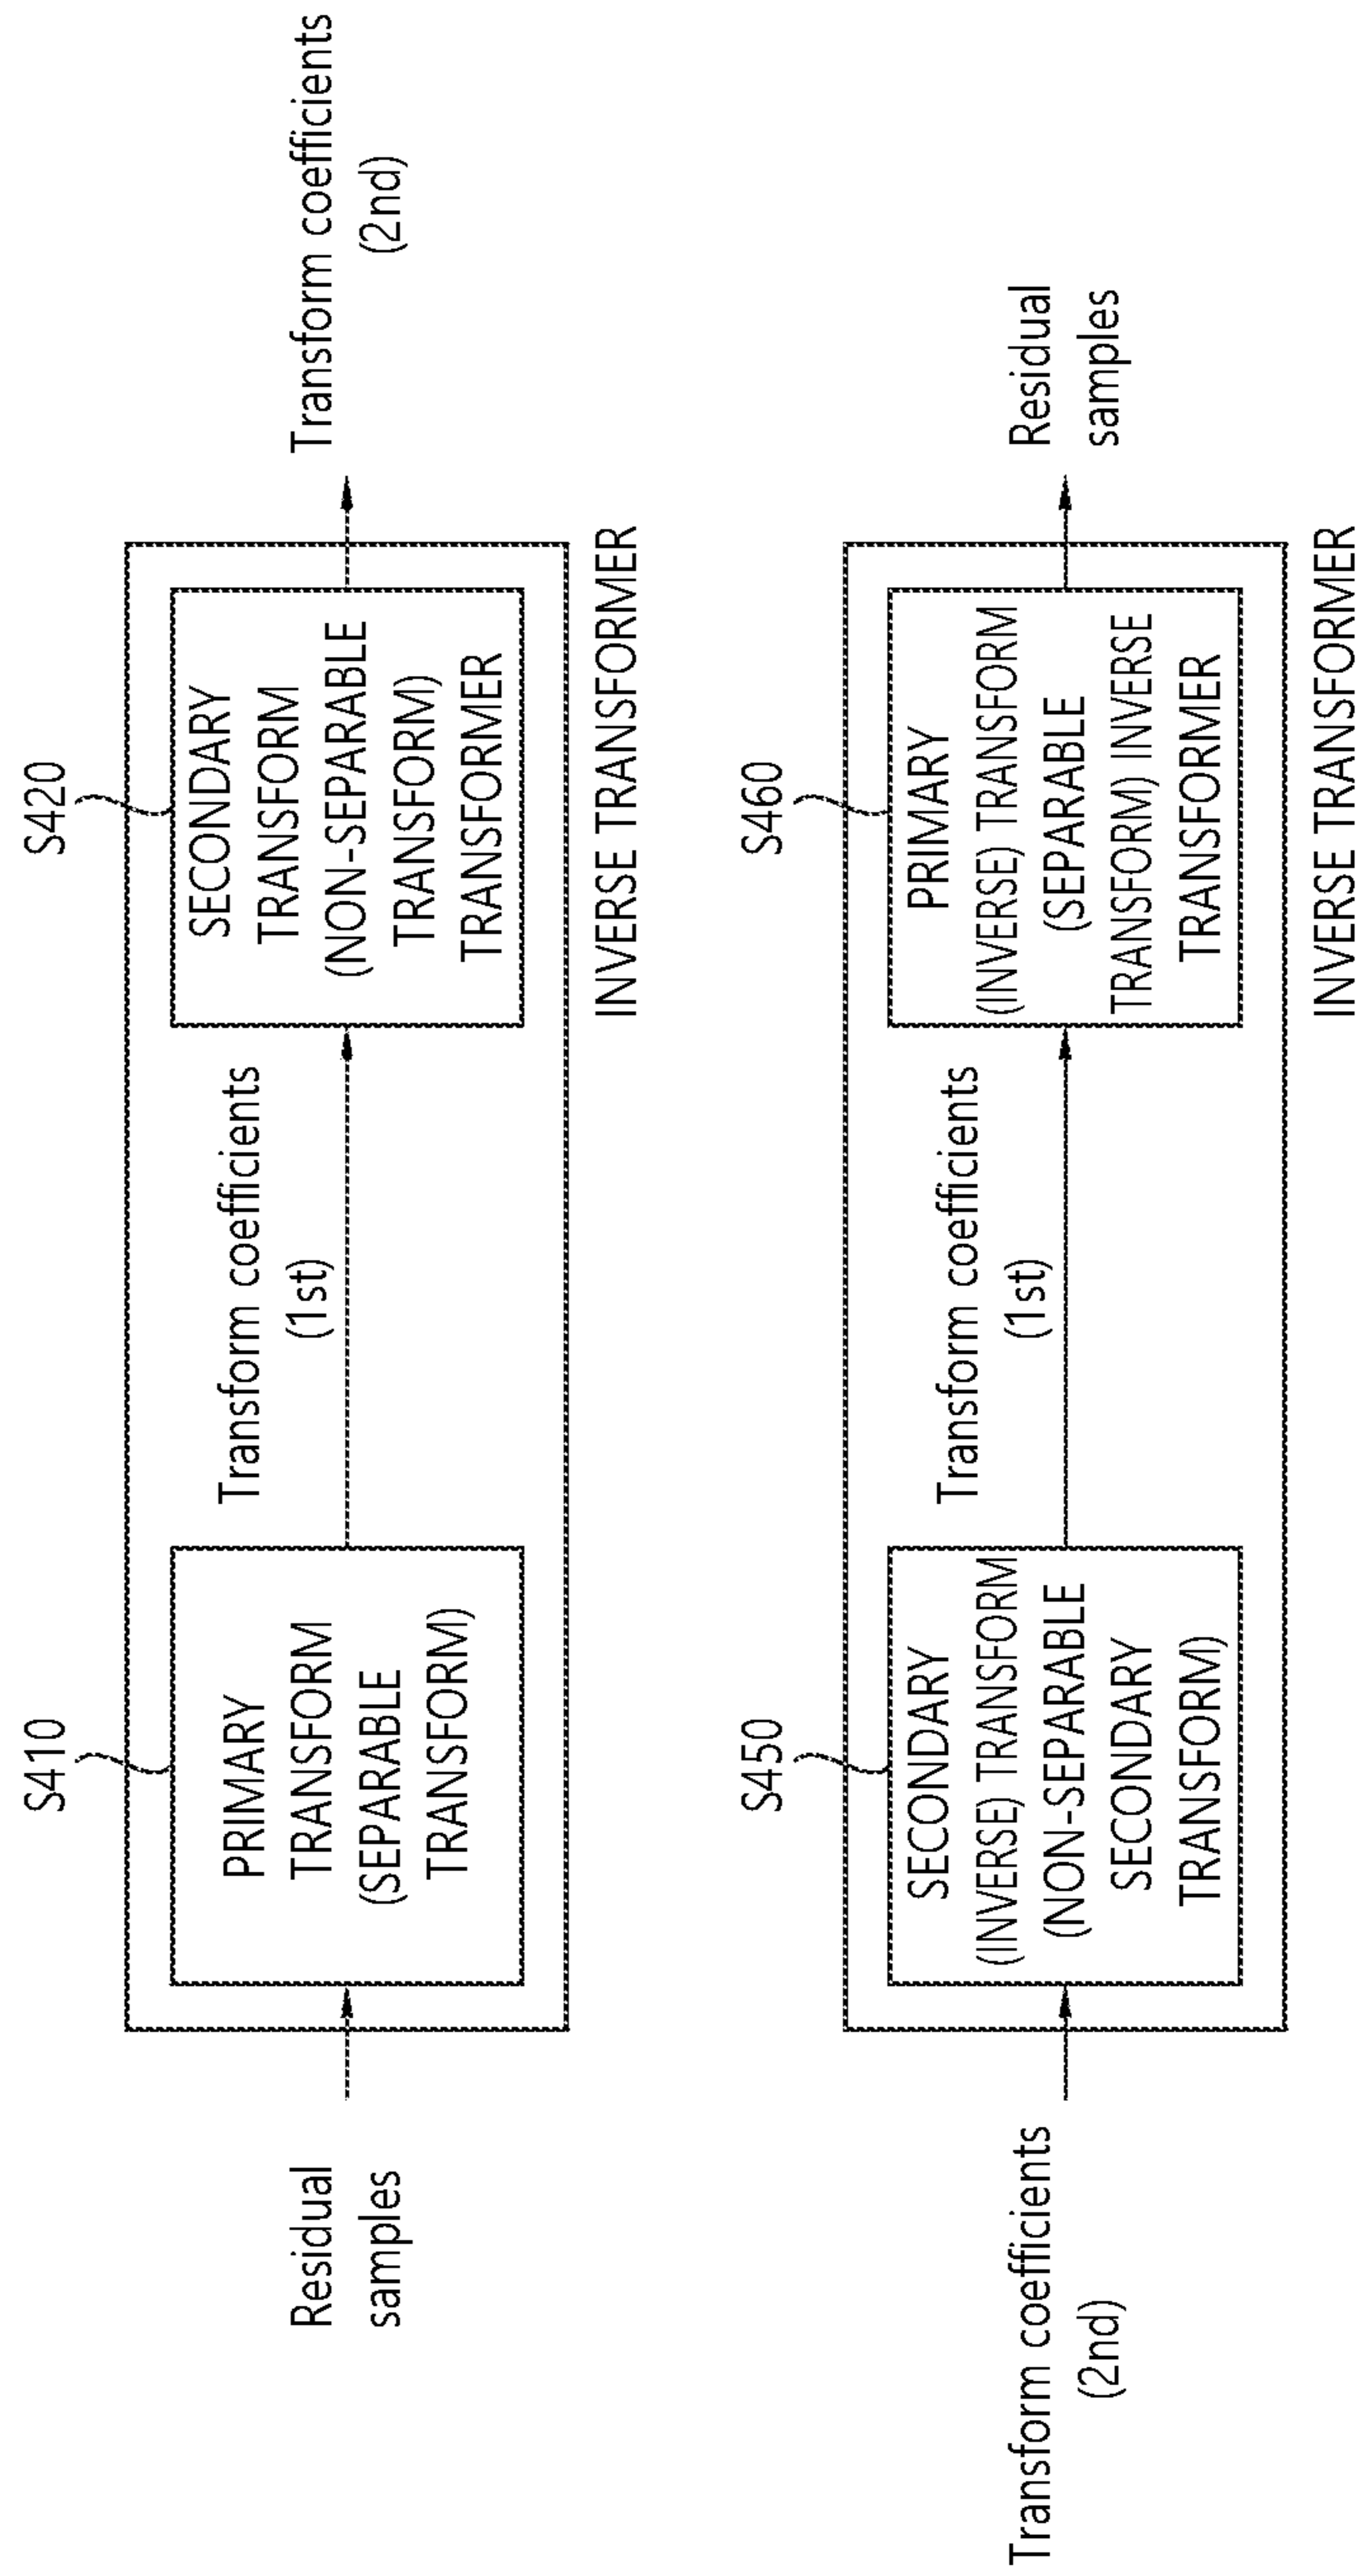 S410
S420
Residual
samples
PRIMARY
TRANSFORM
(SEPARABLE
TRANSFORM)
Transform coefficients
(1st)
SECONDARY
TRANSFORM
(NON-SEPARABLE
TRANSFORM)
TRANSFORMER
Transform coefficients
(2nd)
INVERSE TRANSFORMER
S450
S460
Transform coefficients
(2nd)
SECONDARY
(INVERSE) TRANSFORM
(NON-SEPARABLE
SECONDARY
TRANSFORM)
Transform coefficients
(1st)
PRIMARY
(INVERSE) TRANSFORM
(SEPARABLE
TRANSFORM) INVERSE
TRANSFORMER
Residual
samples
INVERSE TRANSFORMER